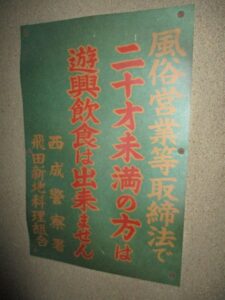 風俗営業等取締法で
二十才未満の方は
遊興飲食は出来ません
西成警察署
飛田新地料理組合